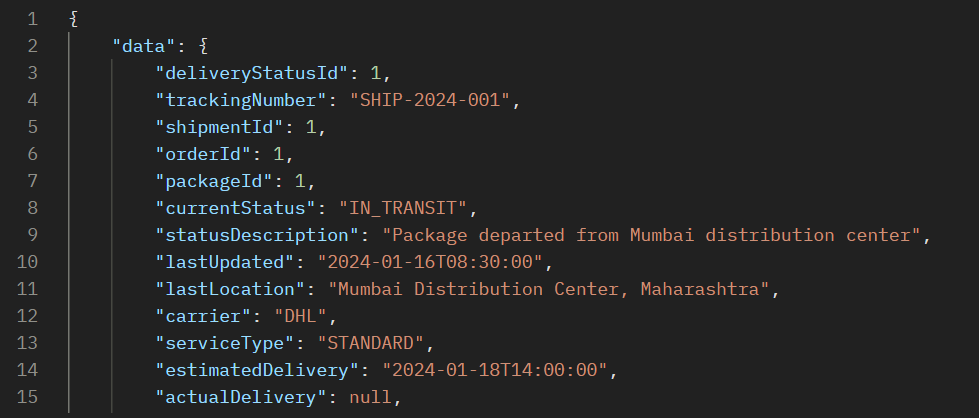 1 {
2 "data": {
3 "deliveryStatusId": 1,
4 "trackingNumber": "SHIP-2024-001",
5 "shipmentId": 1,
6 "orderId": 1,
7 "packageId": 1,
8 "currentStatus": "IN_TRANSIT",
9 "statusDescription": "Package departed from Mumbai distribution center",
10 "lastUpdated": "2024-01-16T08:30:00",
11 "lastLocation": "Mumbai Distribution Center, Maharashtra",
12 "carrier": "DHL",
13 "serviceType": "STANDARD",
14 "estimatedDelivery": "2024-01-18T14:00:00",
15 "actualDelivery": null,